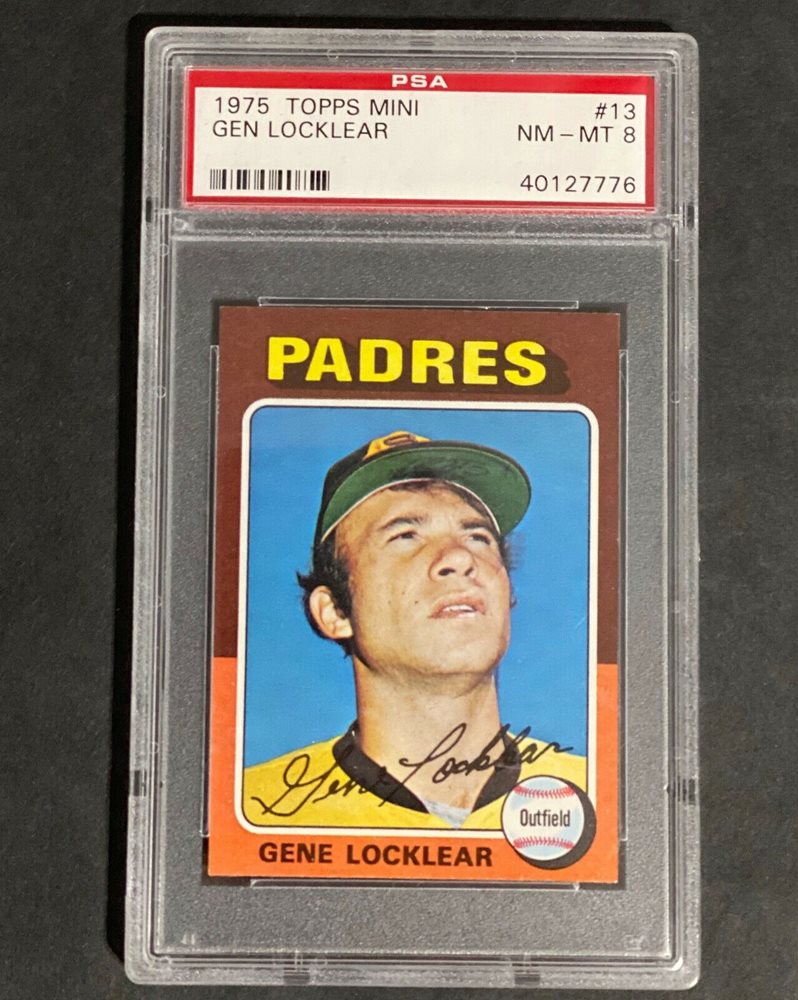 PSA
1975 TOPPS MINI #13
GEN LOCKLEAR NM - MT 8
40127776
PADRES
Gene Locklear
Outfield
GENE LOCKLEAR